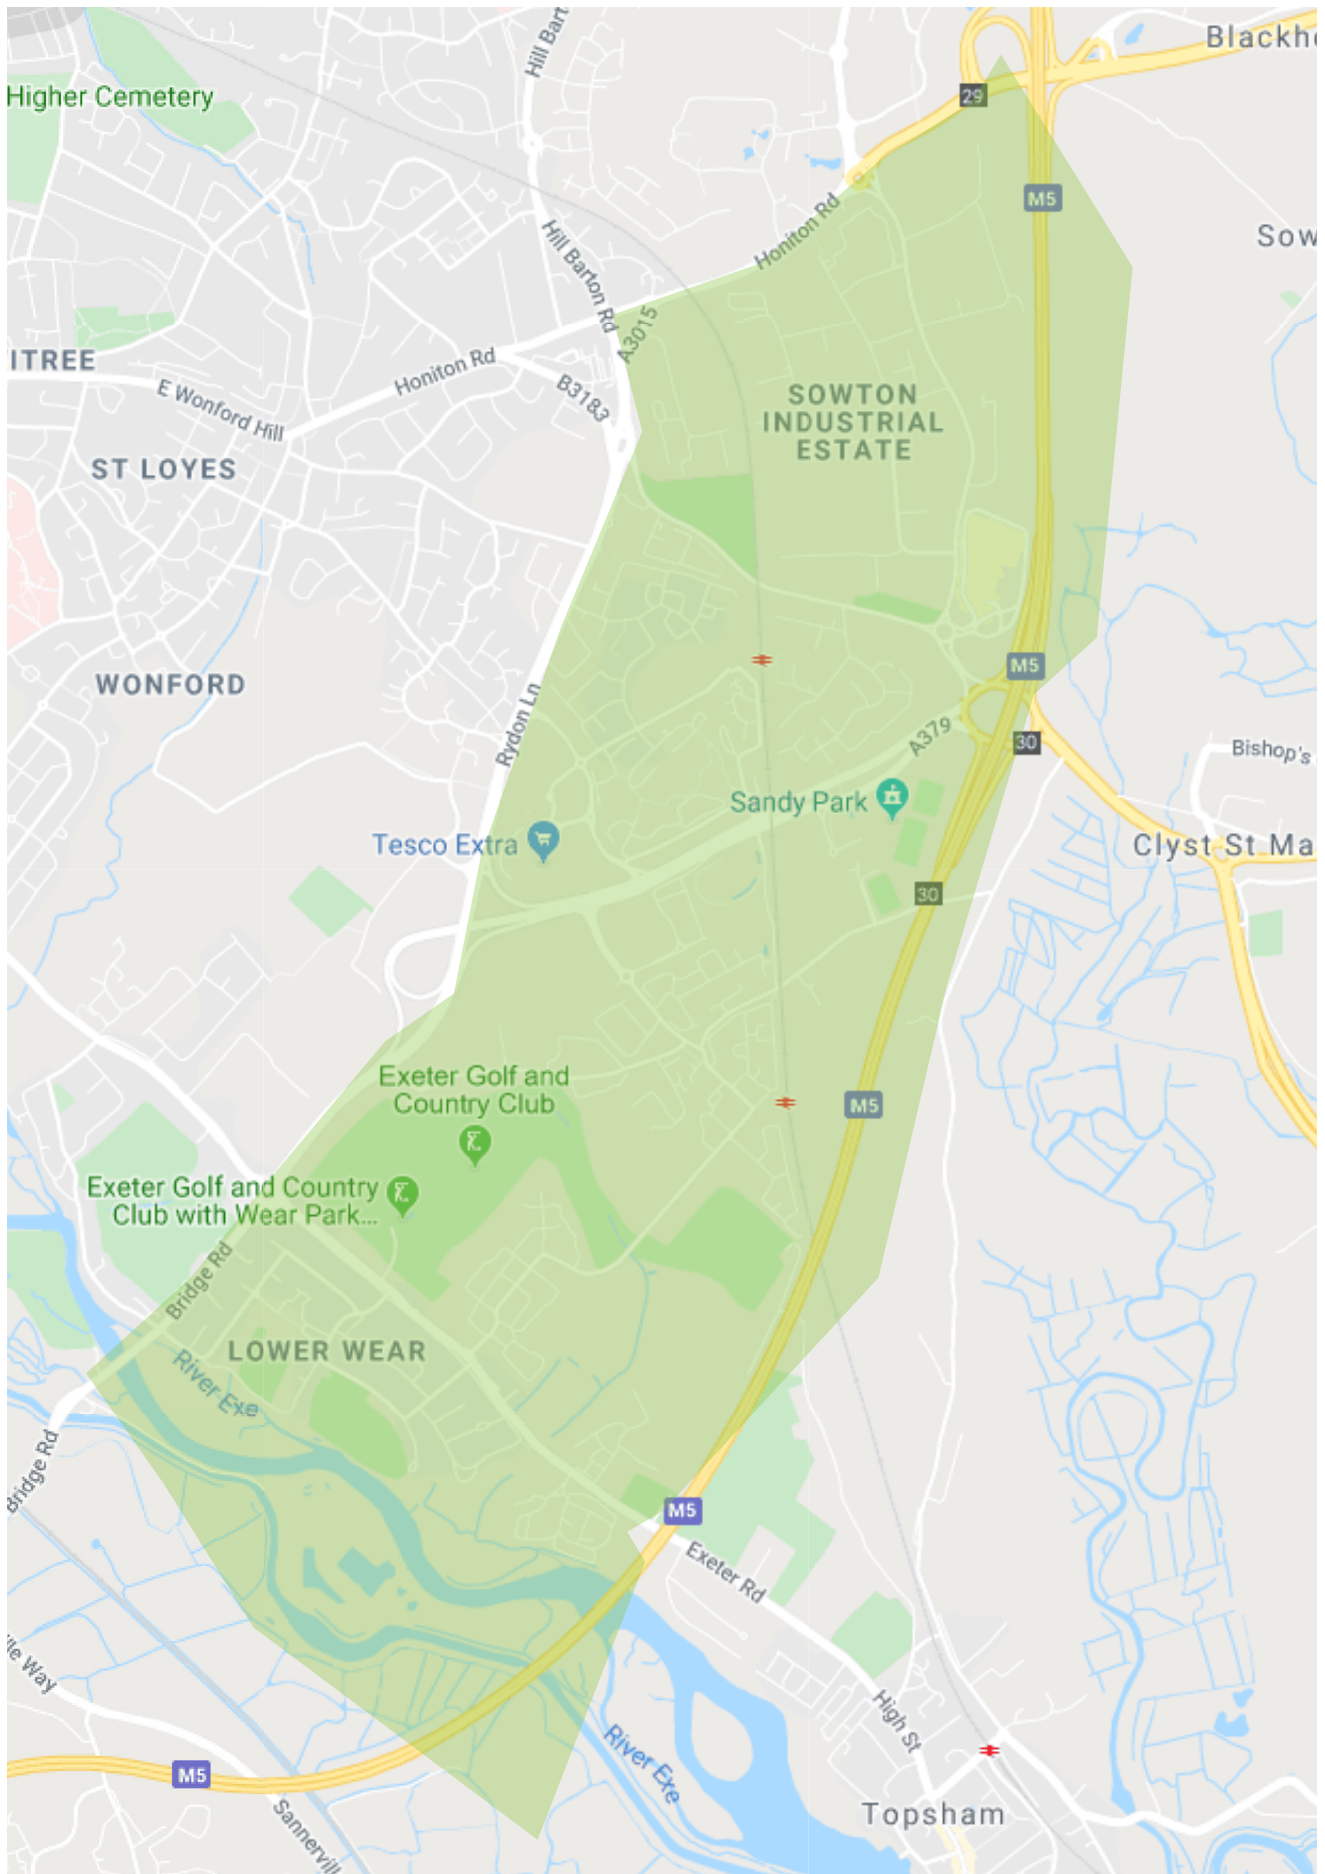 Blackh
Hill Bar
Higher Cemetery
29
M5
Sow
Honiton Rd
Hill Barton Rd
A3015
ITREE
Honiton Rd
B3183
E Wonford Hill
SOWTON
INDUSTRIAL
ESTATE
ST LOYES
M5
WONFORD
Rydon Ln
A379
30
Bishop's
Sandy Park
Tesco Extra
Clyst St Ma
30
Exeter Golf and
Country Club
M5
Exeter Golf and Country
Club with Wear Park...
Bridge Rd
LOWER WEAR
River Exe
Bridge Rd
M5
Exeter Rd
Way
High St
River Exe
M5
Topsham
Sannervil